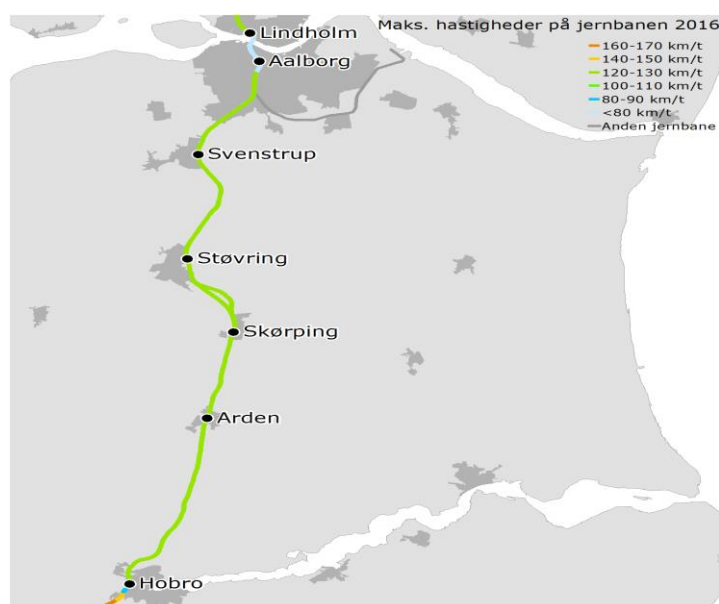 Maks. hastigheder på jernbanen 2016
160-170 km/t
140-150 km/t
120-130 km/t
100-110 km/t
80-90 km/t
<80 km/t
Anden jernbane
Lindholm
Aalborg
Svenstrup
Støvring
Skørping
Arden
Hobro